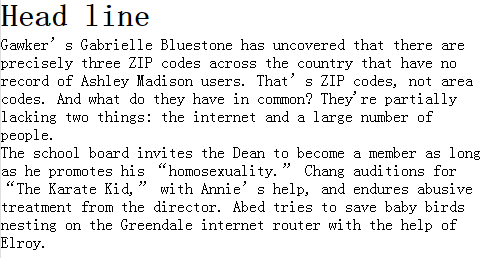 Head line
Gawker's Gabrielle Bluestone has uncovered that there are
precisely three ZIP codes across the country that have no
record of Ashley Madison users. That's ZIP codes, not area
codes. And what do they have in common? They're partially
lacking two things: the internet and a large number of
people.
The school board invites the Dean to become a member as long
as he promotes his “homosexuality.” Chang auditions for
“The Karate Kid,” with Annie's help, and endures abusive
treatment from the director. Abed tries to save baby birds
nesting on the Greendale internet router with the help of
Elroy.